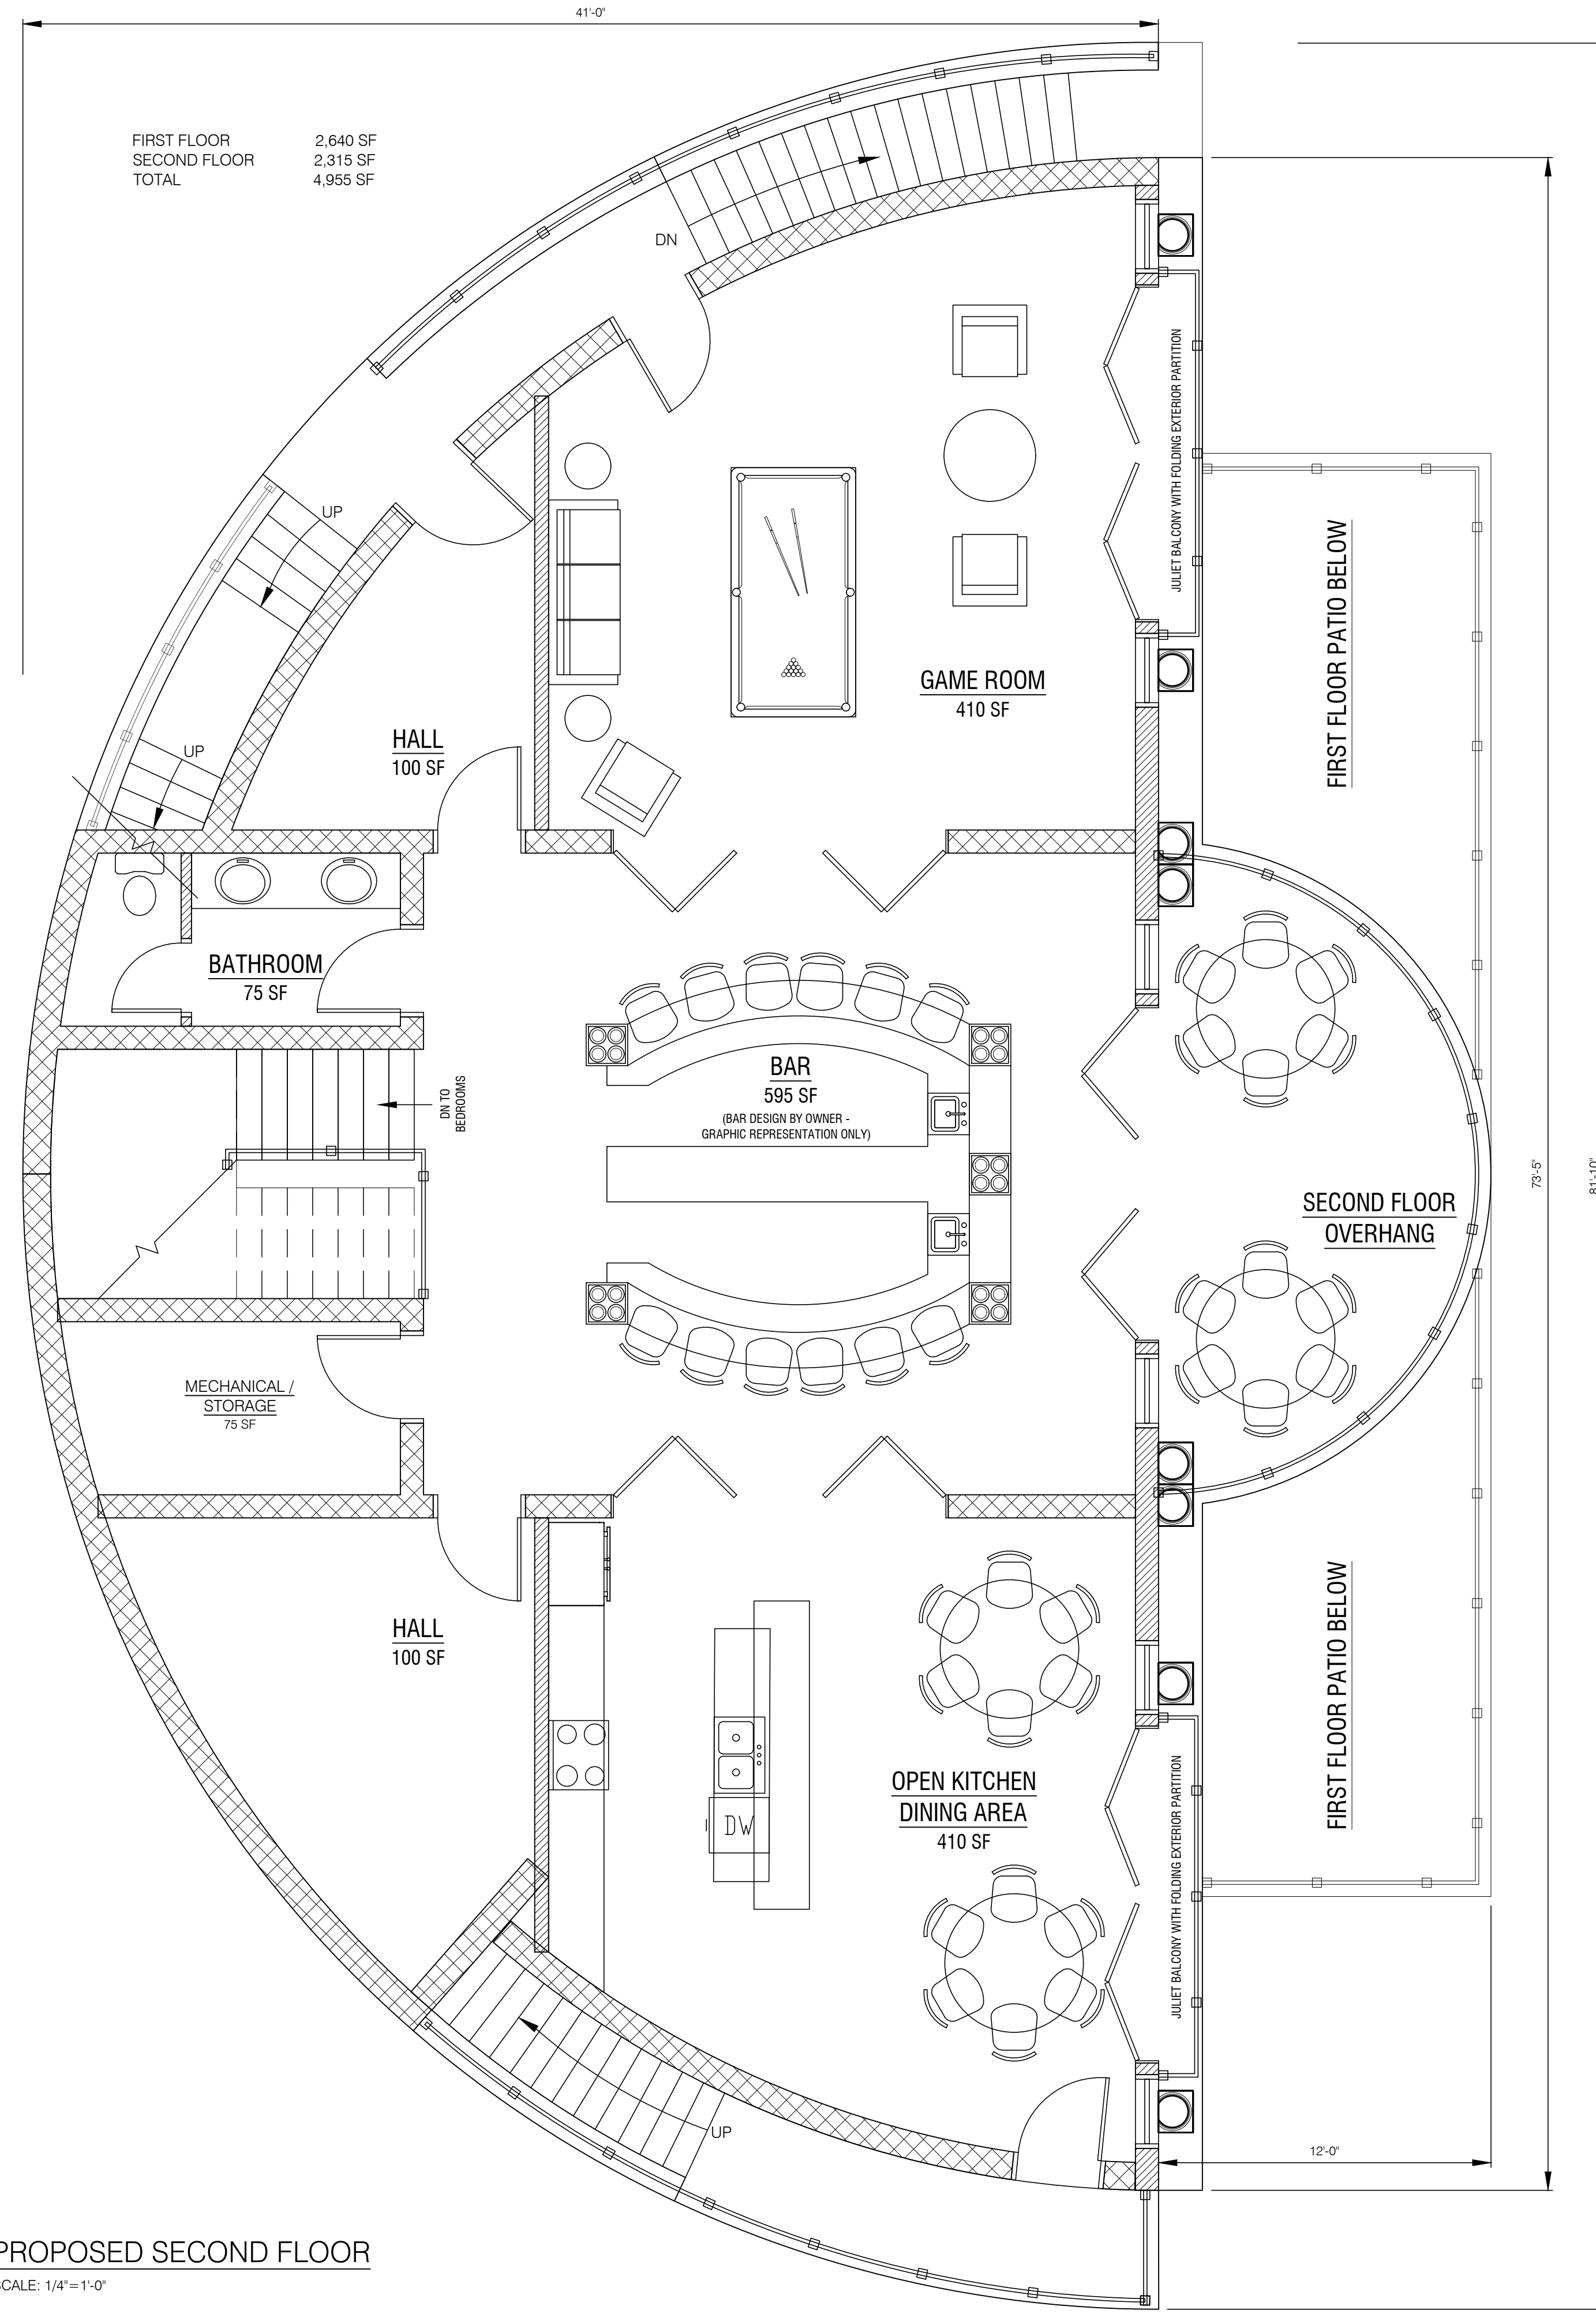 41'-0"
FIRST FLOOR 2,640 SF
SECOND FLOOR 2,315 SF
TOTAL 4,955 SF
DN
JULIET BALCONY WITH FOLDING EXTERIOR PARTITION
UP
FIRST FLOOR PATIO BELOW
GAME ROOM
410 SF
HALL
100 SF
UP
BATHROOM
75 SF
BAR
595 SF
(BAR DESIGN BY OWNER -
GRAPHIC REPRESENTATION ONLY)
DN TO
BEDROOMS
73'-5"
81'-10"
SECOND FLOOR
OVERHANG
MECHANICAL /
STORAGE
75 SF
HALL
100 SF
FIRST FLOOR PATIO BELOW
OPEN KITCHEN
DINING AREA
410 SF
DW
JULIET BALCONY WITH FOLDING EXTERIOR PARTITION
UP
12'-0"
PROPOSED SECOND FLOOR
SCALE: 1/4"=1'-0"